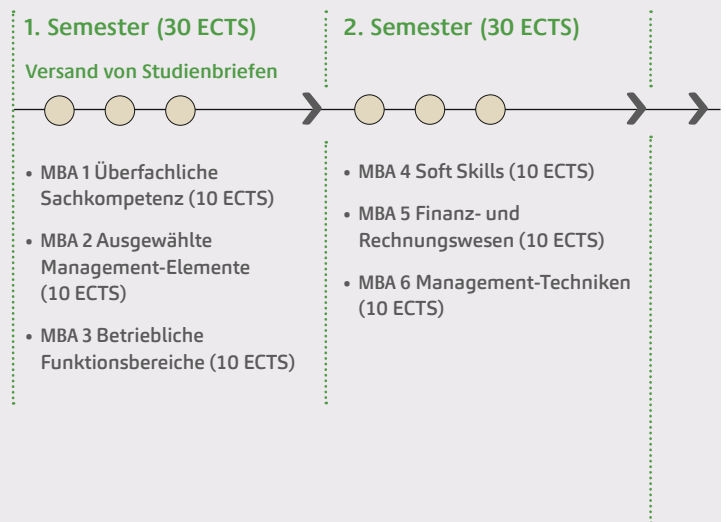 1. Semester (30 ECTS)
Versand von Studienbriefen
• MBA 1 Überfachliche
Sachkompetenz (10 ECTS)
• MBA 2 Ausgewählte
Management-Elemente
(10 ECTS)
• MBA 3 Betriebliche
Funktionsbereiche (10 ECTS)
2. Semester (30 ECTS)
• MBA 4 Soft Skills (10 ECTS)
• MBA 5 Finanz- und
Rechnungswesen (10 ECTS)
• MBA 6 Management-Techniken
(10 ECTS)